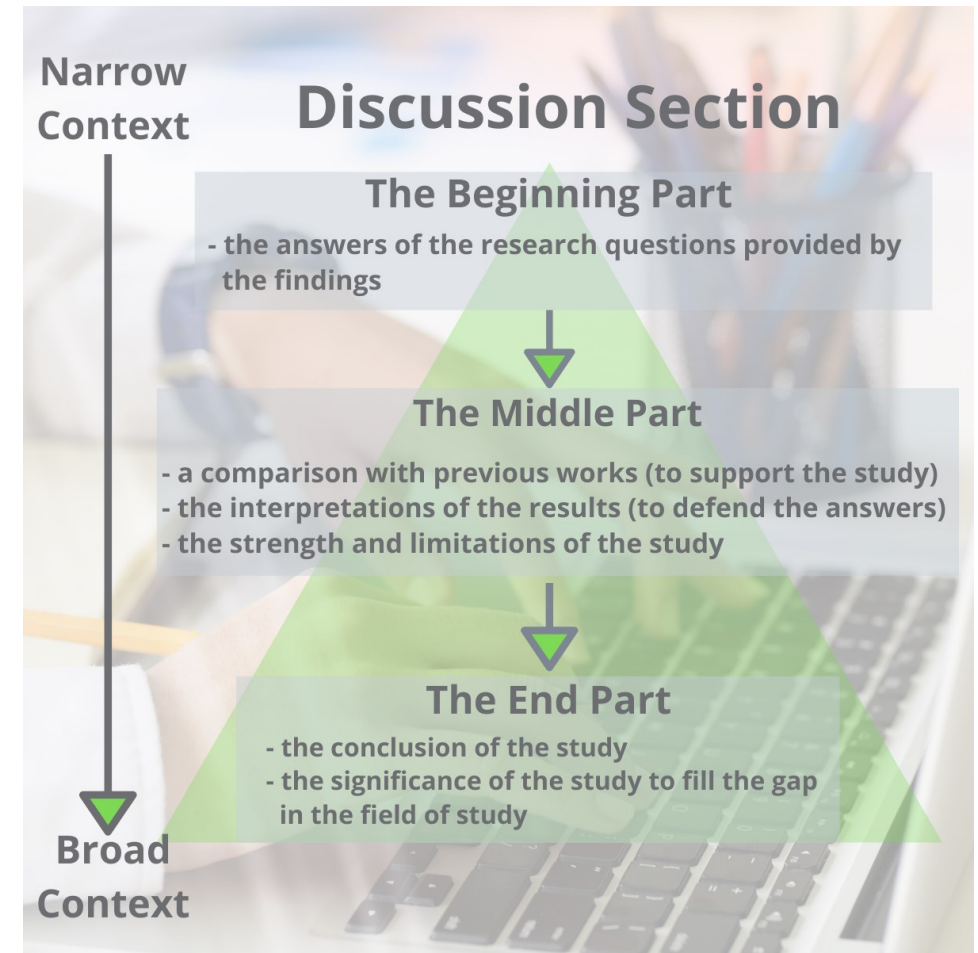 Narrow
Context
Discussion Section
The Beginning Part
- the answers of the research questions provided by
the findings
The Middle Part
- a comparison with previous works (to support the study)
- the interpretations of the results (to defend the answers)
- the strength and limitations of the study
The End Part
- the conclusion of the study
- the significance of the study to fill the gap
in the field of study
Broad
Context